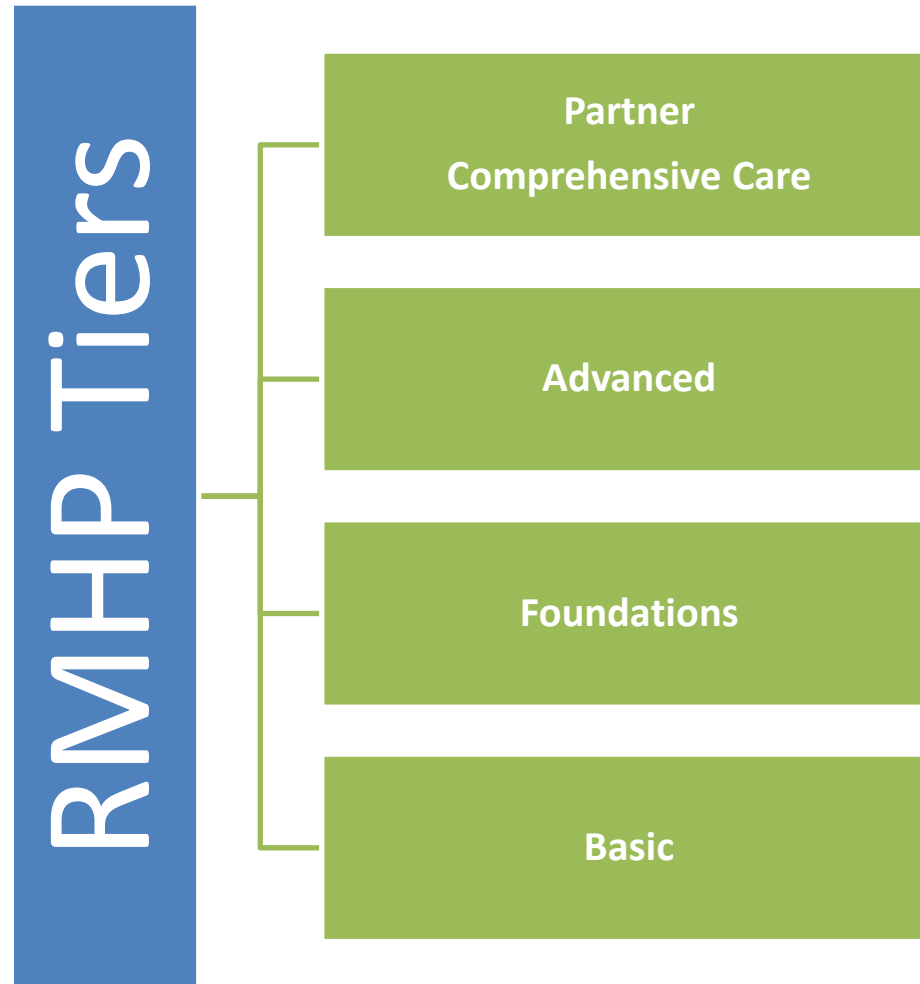 RMHP Tiers
Partner
Comprehensive Care
Advanced
Foundations
Basic